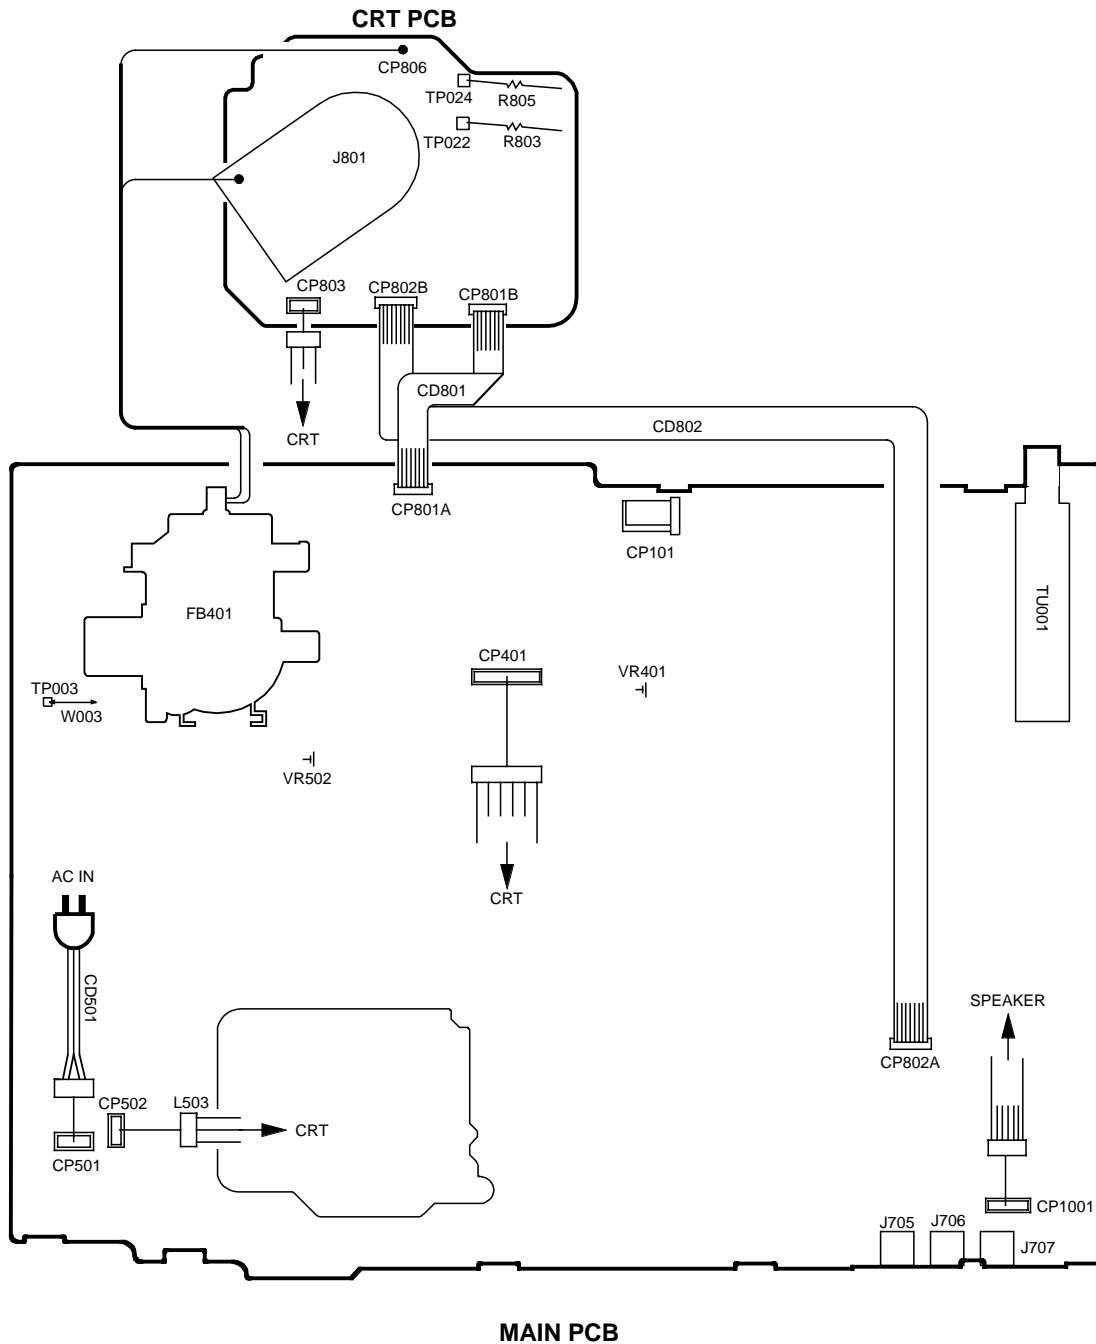 CRT PCB
CP806
TP024
R805
TP022
R803
J801
CP803
CP802B
CP801B
CD801
CD802
CRT
CP801A
CP101
TU001
FB401
CP401
VR401
TP003
W003
VR502
CRT
AC IN
CD501
SPEAKER
CP802A
CP502
L503
CRT
CP501
CP1001
J705
J706
J707
MAIN PCB